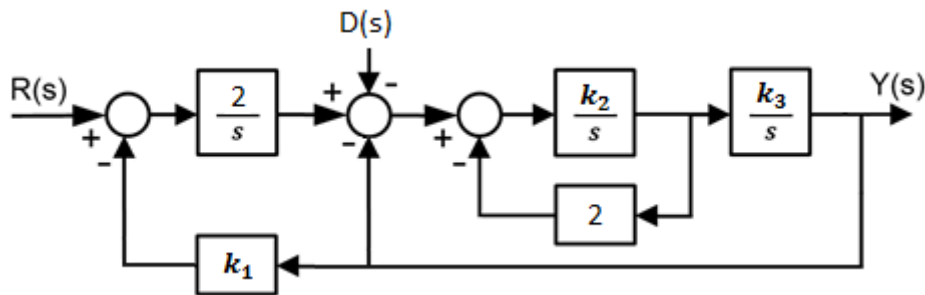 D(s)
R(s)
+
-
2
s
+
-
-
+
-
k₂
s
k₃
s
Y(s)
2
k₁